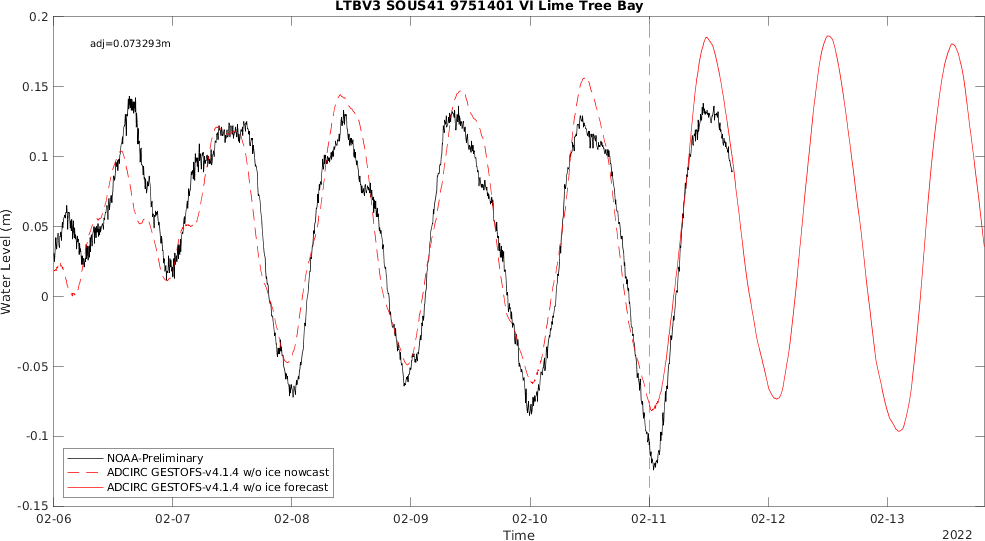 LTBV3 SOUS41 9751401 VI Lime Tree Bay
adj=0.073293m
0.2
0.15
0.1
0.05
0
-0.05
-0.1
-0.15
Water Level (m)
NOAA-Preliminary
ADCIRC GESTOFS-v4.1.4 w/o ice nowcast
ADCIRC GESTOFS-v4.1.4 w/o ice forecast
02-06 02-07 02-08 02-09 02-10 02-11 02-12 02-13
Time
2022